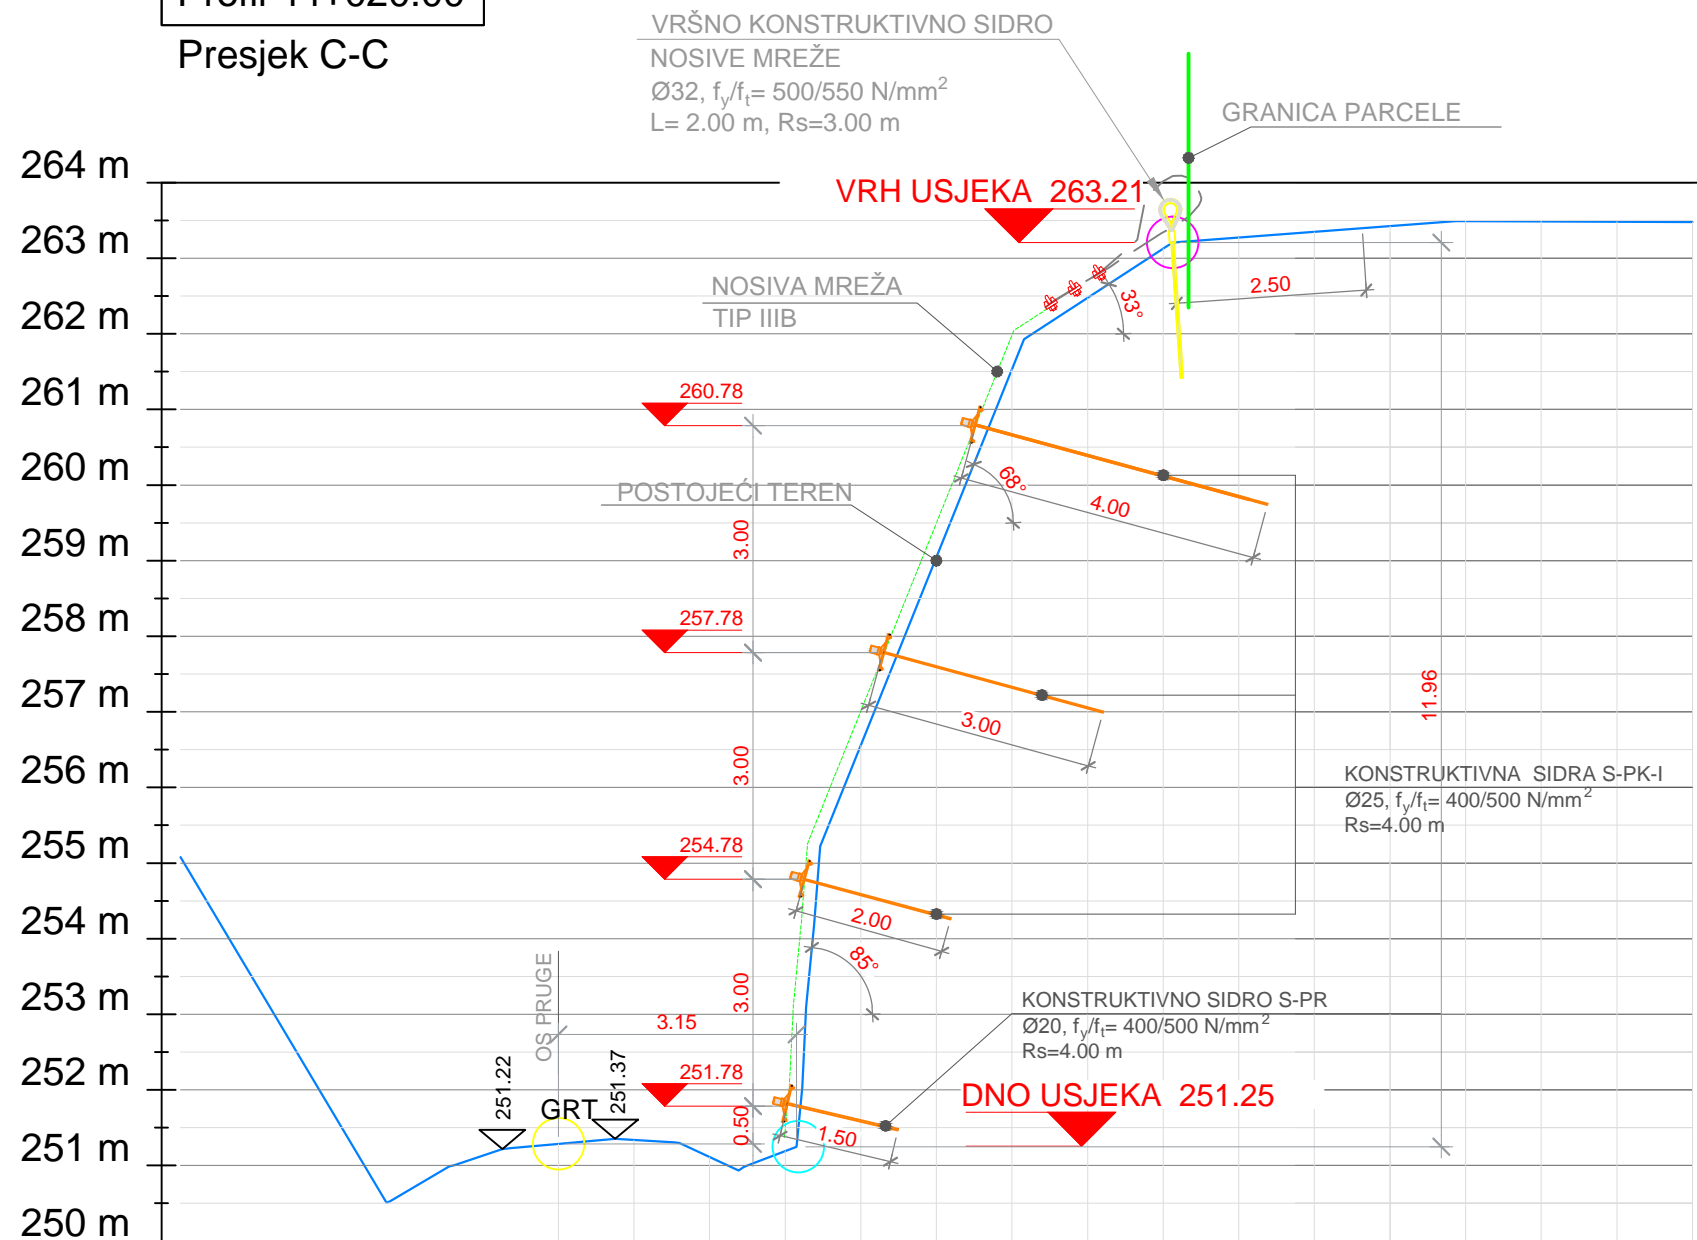 Presjek C-C
VRŠNO KONSTRUKTIVNO SIDRO
NOSIVE MREŽE
Ø32, fy/ft= 500/550 N/mm²
L= 2.00 m, Rs=3.00 m
GRANICA PARCELE
264 m
VRH USJEKA 263.21
263 m
NOSIVA MREŽA
TIP IIIB
2.50
33°
262 m
261 m
260.78
260 m
68°
4.00
POSTOJEĆI TEREN
3.00
259 m
258 m
257.78
257 m
3.00
11.96
256 m
3.00
KONSTRUKTIVNA SIDRA S-PK-I
Ø25, fy/ft= 400/500 N/mm²
Rs=4.00 m
255 m
254.78
254 m
2.00
85°
253 m
OS PRUGE
3.15
3.00
KONSTRUKTIVNO SIDRO S-PR
Ø20, fy/ft= 400/500 N/mm²
Rs=4.00 m
252 m
251.78
251.22
GRT
251.37
DNO USJEKA 251.25
0.50
1.50
251 m
250 m